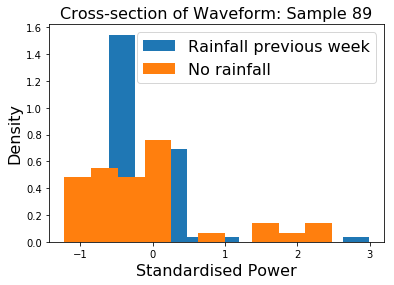 Cross-section of Waveform: Sample 89
Rainfall previous week
No rainfall
Density
1.6
1.4
1.2
1.0
0.8
0.6
0.4
0.2
0.0
−1 0 1 2 3
Standardised Power